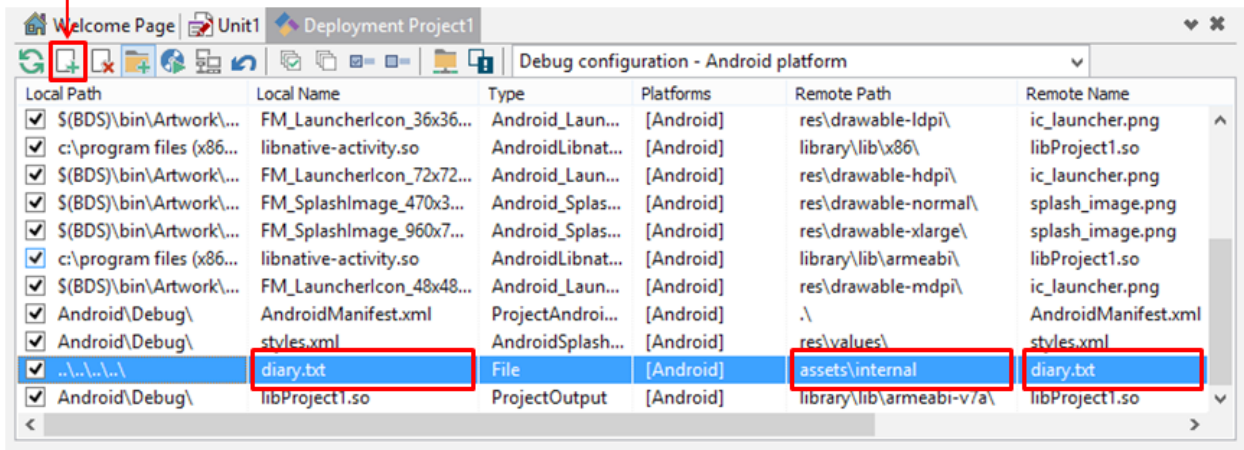 Welcome Page Unit1 Deployment Project1
Debug configuration - Android platform
Local Path Local Name Type Platforms Remote Path Remote Name
$(BDS)\bin\Artwork\... FM_LauncherIcon_36x36... Android_Laun... [Android] res\drawable-ldpi\ ic_launcher.png
c:\program files (x86... libnative-activity.so AndroidLibnat... [Android] library\lib\x86\ libProject1.so
$(BDS)\bin\Artwork\... FM_LauncherIcon_72x72... Android_Laun... [Android] res\drawable-hdpi\ ic_launcher.png
$(BDS)\bin\Artwork\... FM_SplashImage_470x3... Android_Splas... [Android] res\drawable-normal\ splash_image.png
$(BDS)\bin\Artwork\... FM_SplashImage_960x7... Android_Splas... [Android] res\drawable-xlarge\ splash_image.png
c:\program files (x86... libnative-activity.so AndroidLibnat... [Android] library\lib\armeabi\ libProject1.so
$(BDS)\bin\Artwork\... FM_LauncherIcon_48x48... Android_Laun... [Android] res\drawable-mdpi\ ic_launcher.png
Android\Debug\ AndroidManifest.xml ProjectAndroi... [Android] .\ AndroidManifest.xml
Android\Debug\ styles.xml AndroidSplash... [Android] res\values\ styles.xml
..\..\..\..\ diary.txt File [Android] assets\internal diary.txt
Android\Debug\ libProject1.so ProjectOutput [Android] library\lib\armeabi-v7a\ libProject1.so